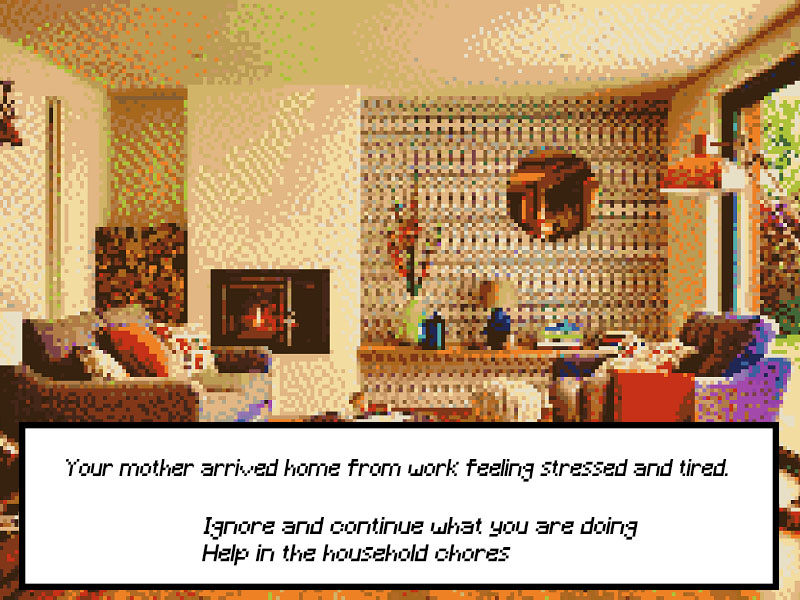 Your mother arrived home from work feeling stressed and tired.
Ignore and continue what you are doing
Help in the household chores